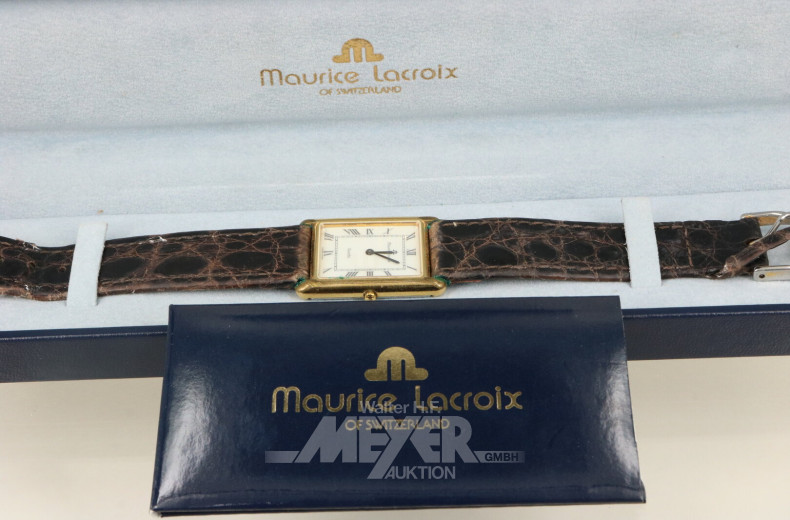 Maurice Lacroix
OF SWITZERLAND
Maurice Lacroix
OF SWITZERLAND
Walter H.F.
MEYER
GMBH
AUKTION